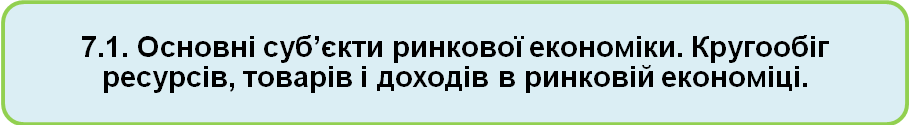 7.1. Основні суб’єкти ринкової економіки. Кругообіг
ресурсів, товарів і доходів в ринковій економіці.